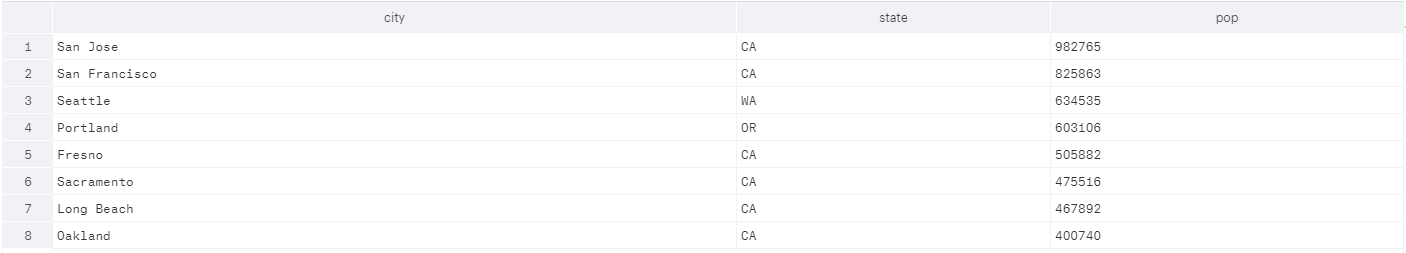 city state pop
1 San Jose CA 982765
2 San Francisco CA 825863
3 Seattle WA 634535
4 Portland OR 603106
5 Fresno CA 505882
6 Sacramento CA 475516
7 Long Beach CA 467892
8 Oakland CA 400740